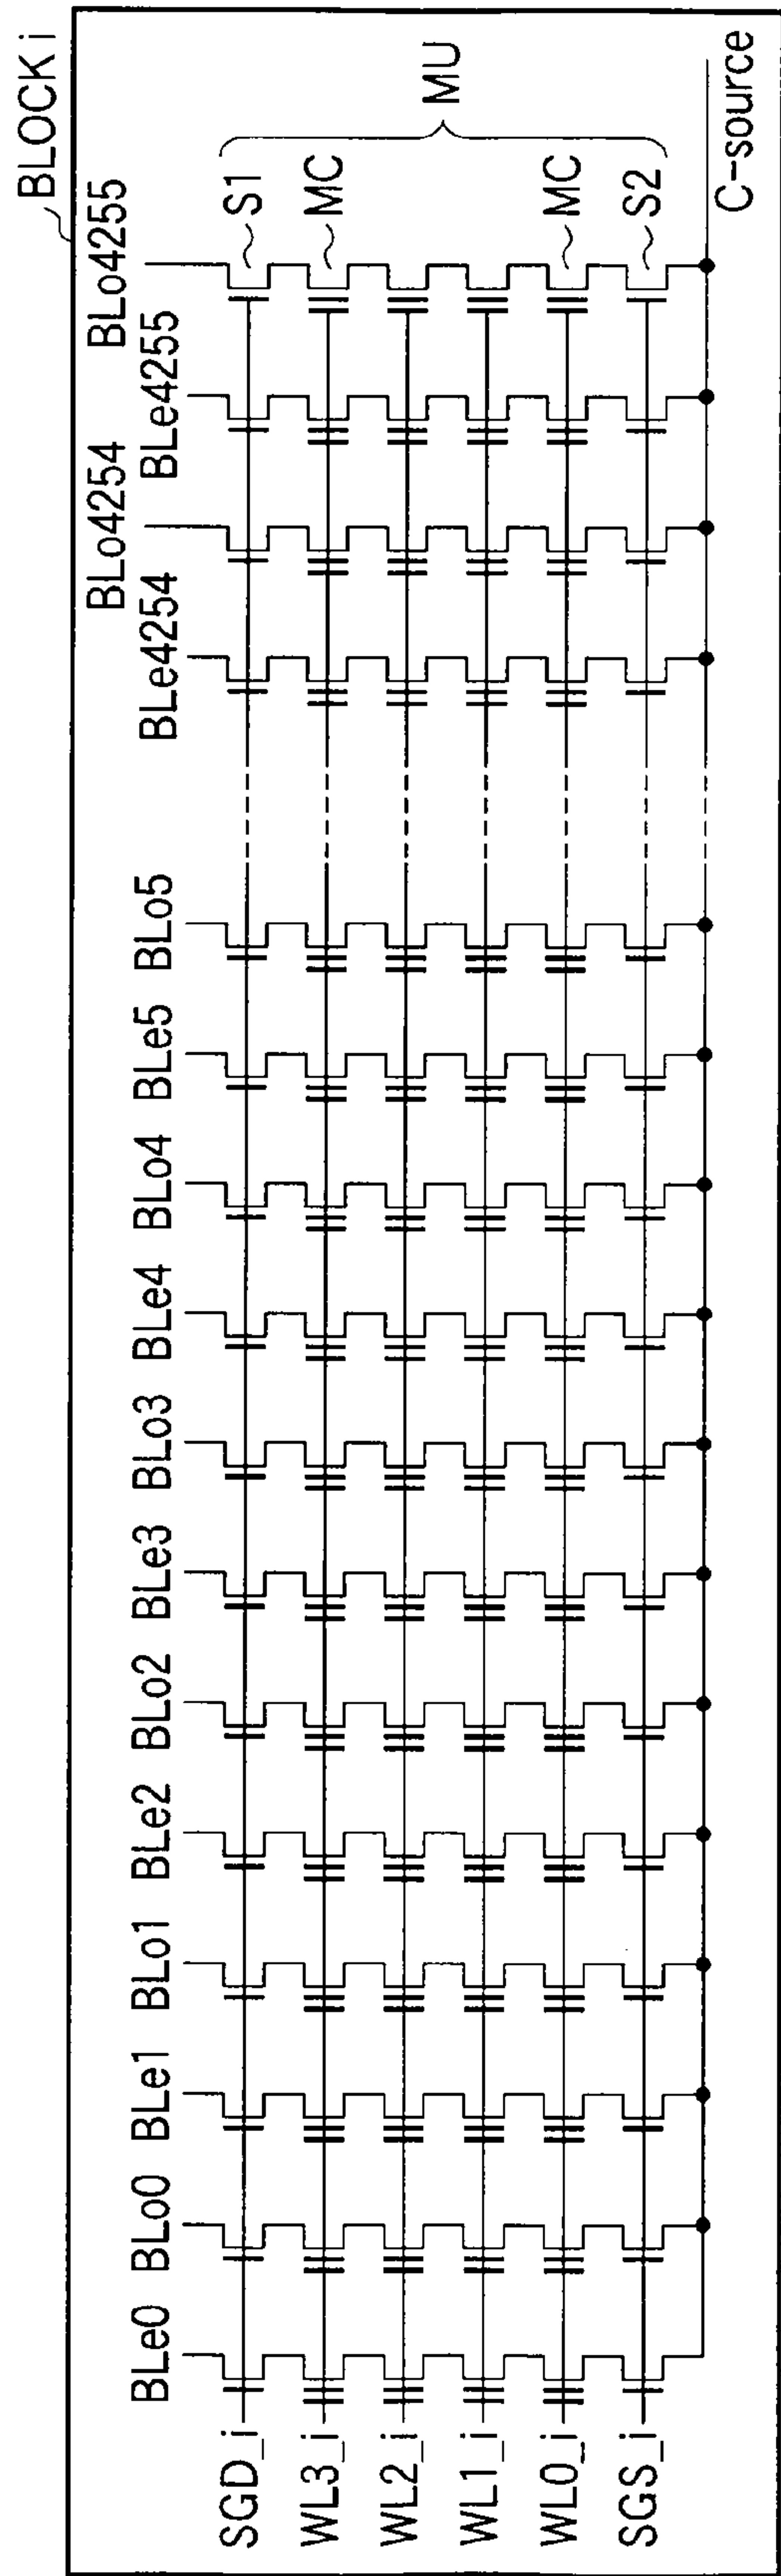 BLOCK i
BLe0 BLo0 BLe1 BLo1 BLe2 BLo2 BLe3 BLo3 BLe4 BLo4 BLe5 BLo5 BLe4254 BLo4254 BLe4255 BLo4255
SGD_i
S1
WL3_i
MC
WL2_i
MU
WL1_i
WL0_i
MC
SGS_i
S2
C-source